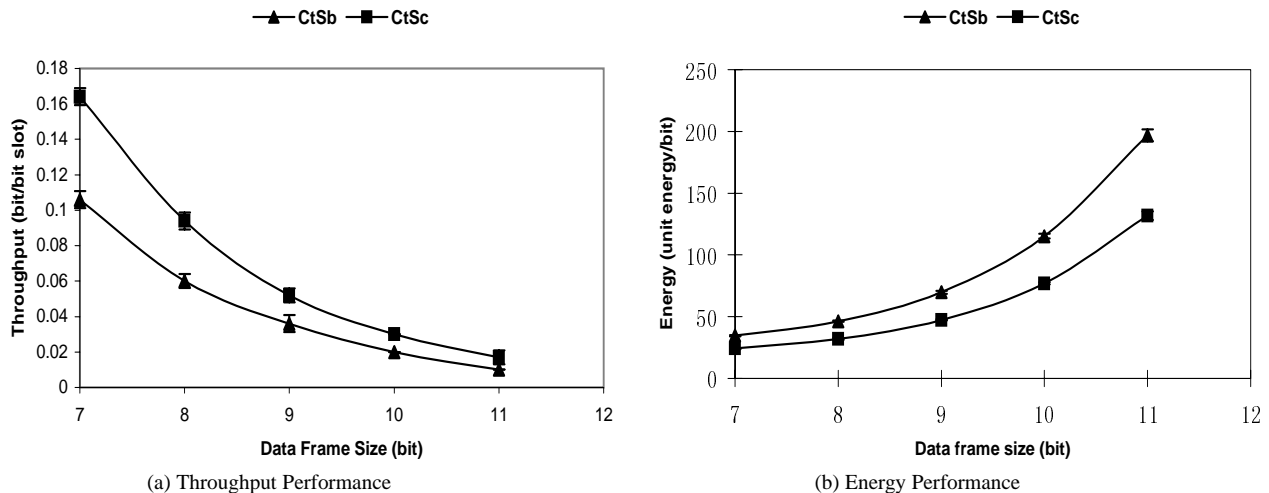 CtSb CtSc
0.18
0.16
0.14
0.12
0.1
0.08
0.06
0.04
0.02
0
Throughput (bit/bit slot)
7 8 9 10 11 12
Data Frame Size (bit)
(a) Throughput Performance
CtSb CtSc
250
200
150
100
50
0
Energy (unit energy/bit)
7 8 9 10 11 12
Data frame size (bit)
(b) Energy Performance